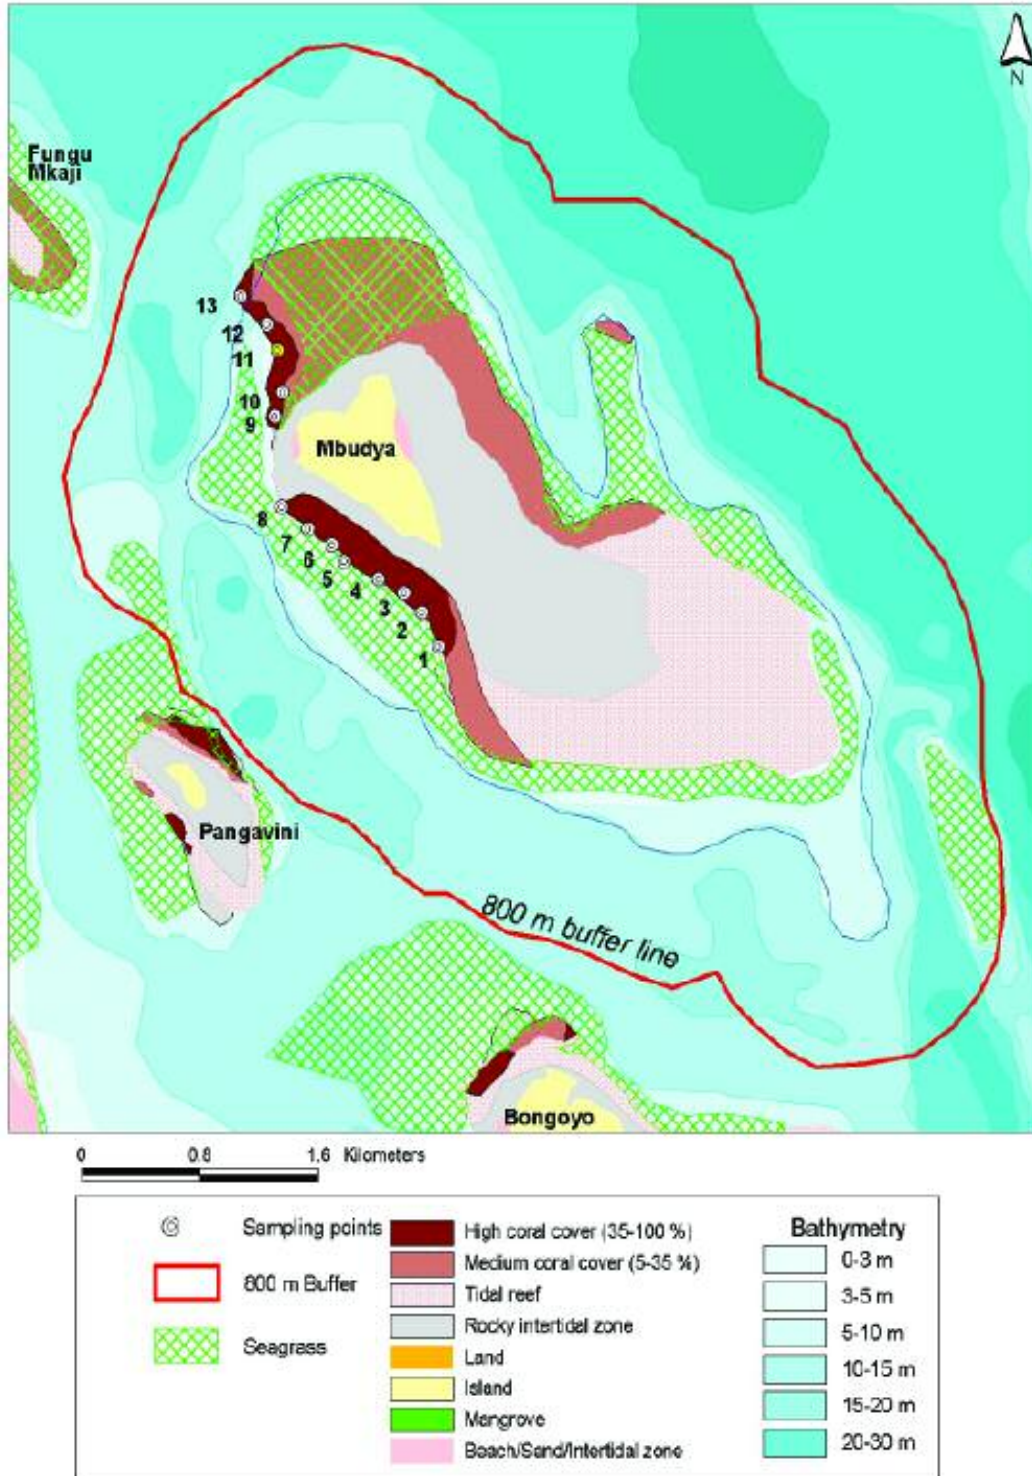 N
Fungu
Mkaji
13
12
11
10
9
Mbudya
8
7
6
5
4
3
2
1
Pangavini
800 m buffer line
Bongoyo
0 0.8 1.6 Kilometers
Sampling points
800 m Buffer
Seagrass
High coral cover (35-100 %)
Medium coral cover (5-35 %)
Tidal reef
Rocky intertidal zone
Land
Island
Mangrove
Beach/Sand/Intertidal zone
Bathymetry
0-3 m
3-5 m
5-10 m
10-15 m
15-20 m
20-30 m